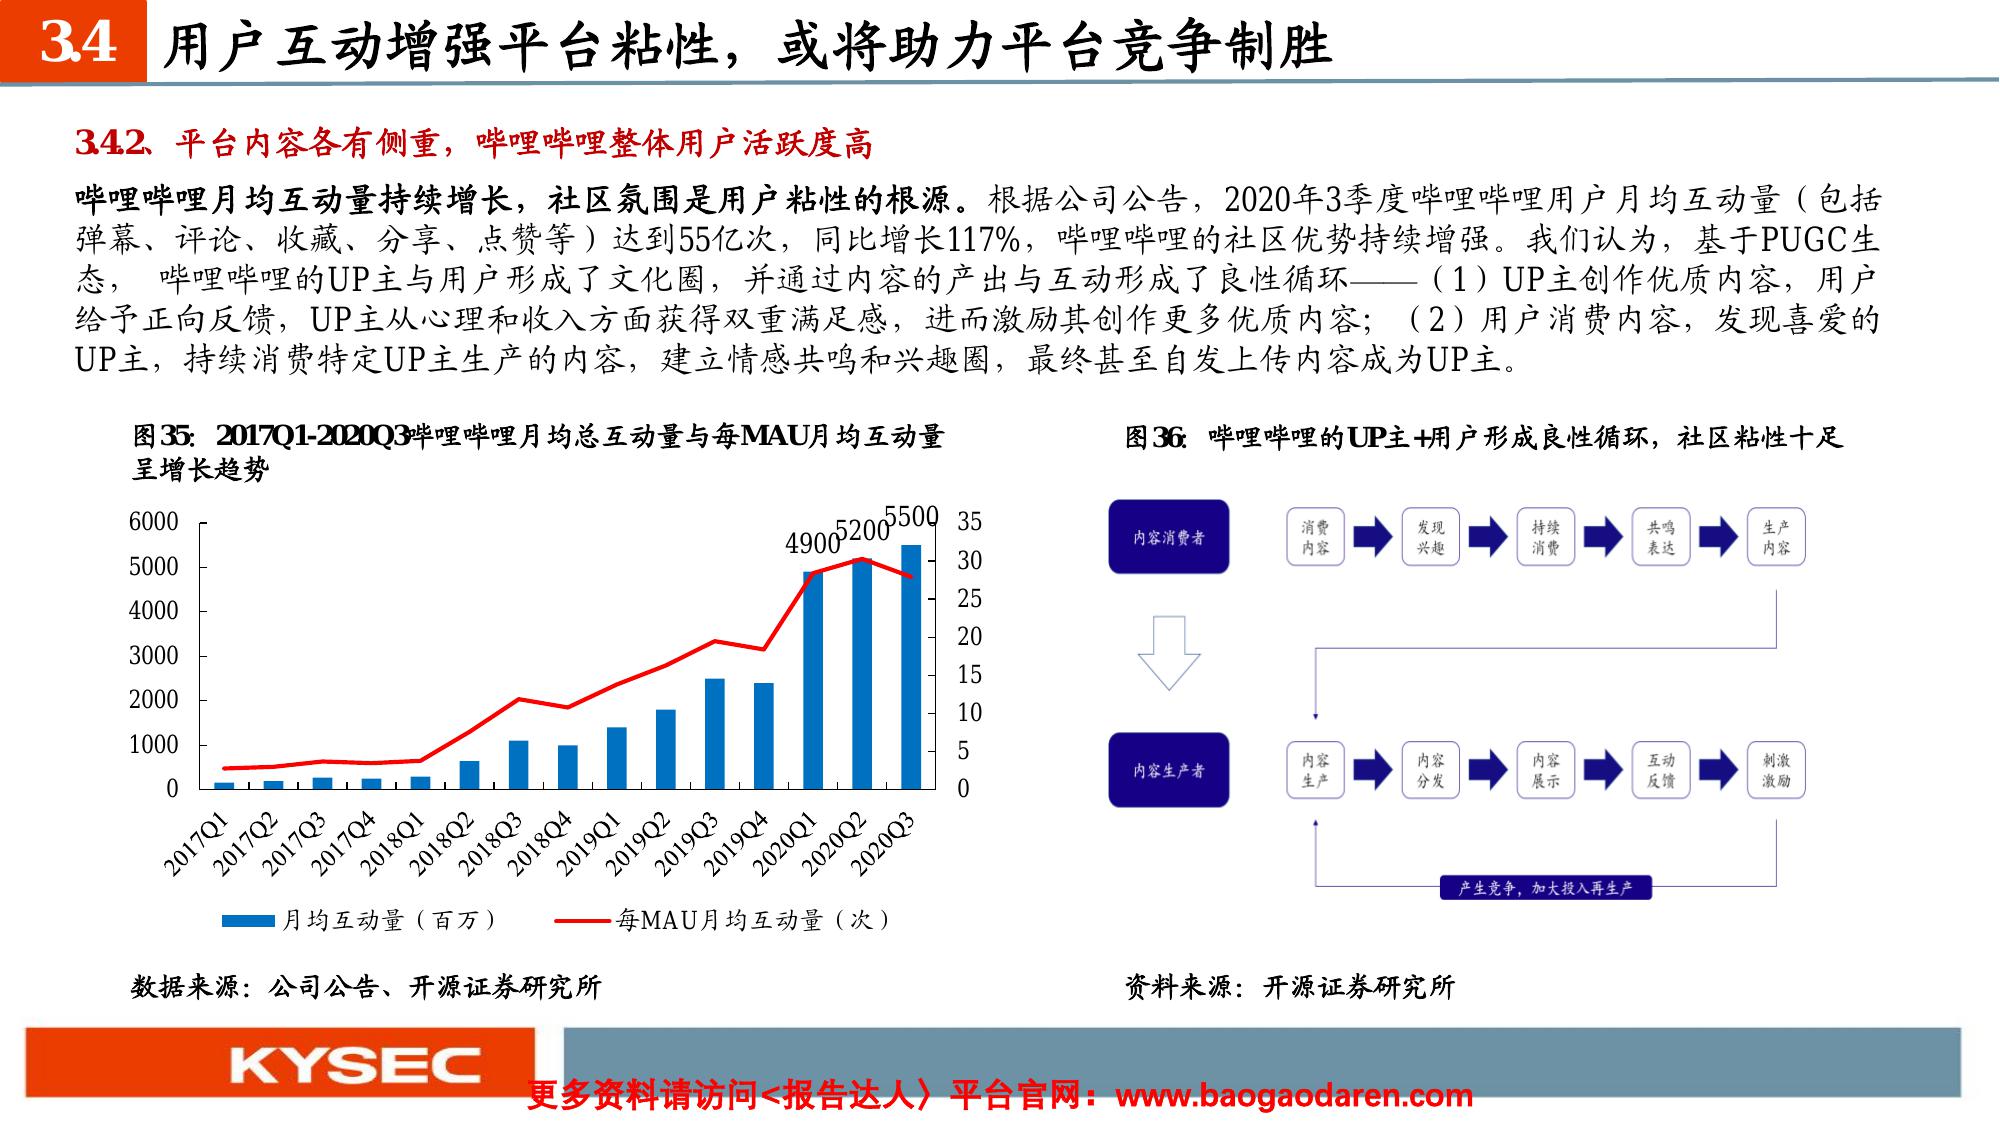 3.4 用户互动增强平台粘性，或将助力平台竞争制胜
3.4.2、平台内容各有侧重，哔哩哔哩整体用户活跃度高
哔哩哔哩月均互动量持续增长，社区氛围是用户粘性的根源。根据公司公告，2020年3季度哔哩哔哩用户月均互动量（包括
弹幕、评论、收藏、分享、点赞等）达到55亿次，同比增长117%，哔哩哔哩的社区优势持续增强。我们认为，基于PUGC生
态， 哔哩哔哩的UP主与用户形成了文化圈，并通过内容的产出与互动形成了良性循环——（1）UP主创作优质内容，用户
给予正向反馈，UP主从心理和收入方面获得双重满足感，进而激励其创作更多优质内容；（2）用户消费内容，发现喜爱的
UP主，持续消费特定UP主生产的内容，建立情感共鸣和兴趣圈，最终甚至自发上传内容成为UP主。
图35：2017Q1-2020Q3哔哩哔哩月均总互动量与每MAU月均互动量
呈增长趋势
6000
5000
4000
3000
2000
1000
0
4900
5200
5500
35
30
25
20
15
10
5
0
2017Q1
2017Q2
2017Q3
2017Q4
2018Q1
2018Q2
2018Q3
2018Q4
2019Q1
2019Q2
2019Q3
2019Q4
2020Q1
2020Q2
2020Q3
月均互动量（百万）
每MAU月均互动量（次）
数据来源：公司公告、开源证券研究所
图36：哔哩哔哩的UP主+用户形成良性循环，社区粘性十足
内容消费者
消费
内容
发现
兴趣
持续
消费
共鸣
表达
生产
内容
内容生产者
内容
生产
内容
分发
内容
展示
互动
反馈
刺激
激励
产生竞争，加大投入再生产
资料来源：开源证券研究所
KYSEC
更多资料请访问<报告达人〉平台官网：www.baogaodaren.com